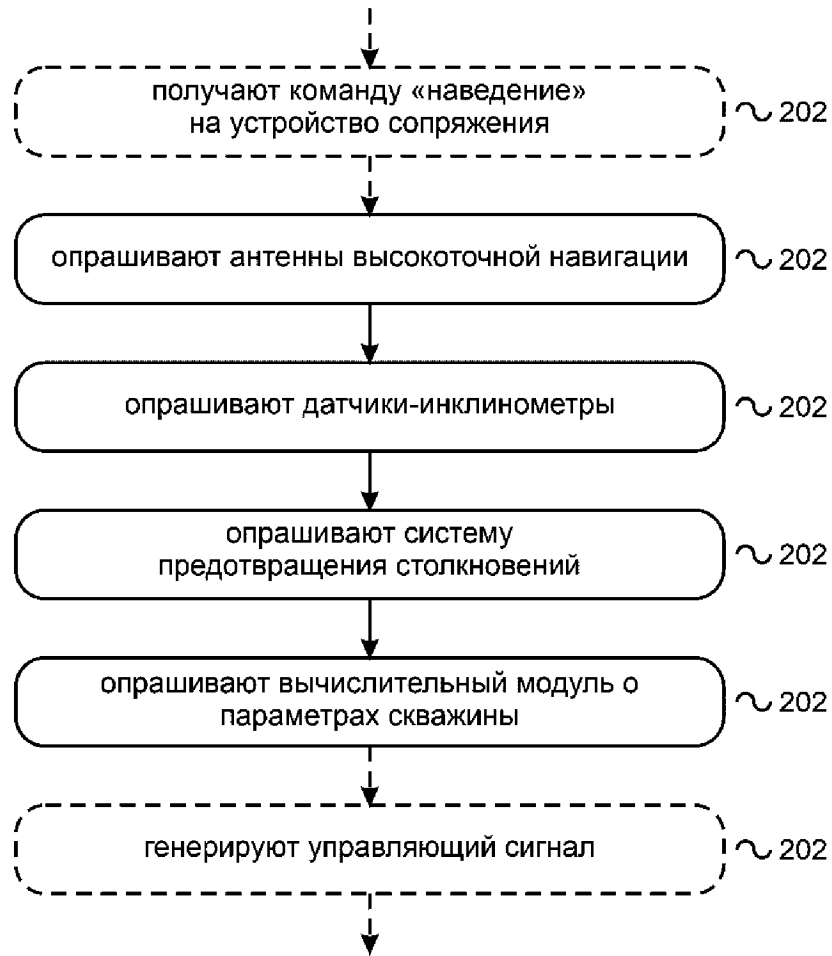 получают команду «наведение»
на устройство сопряжения
202
опрашивают антенны высокоточной навигации
202
опрашивают датчики-инклинометры
202
опрашивают систему
предотвращения столкновений
202
опрашивают вычислительный модуль о
параметрах скважины
202
генерируют управляющий сигнал
202